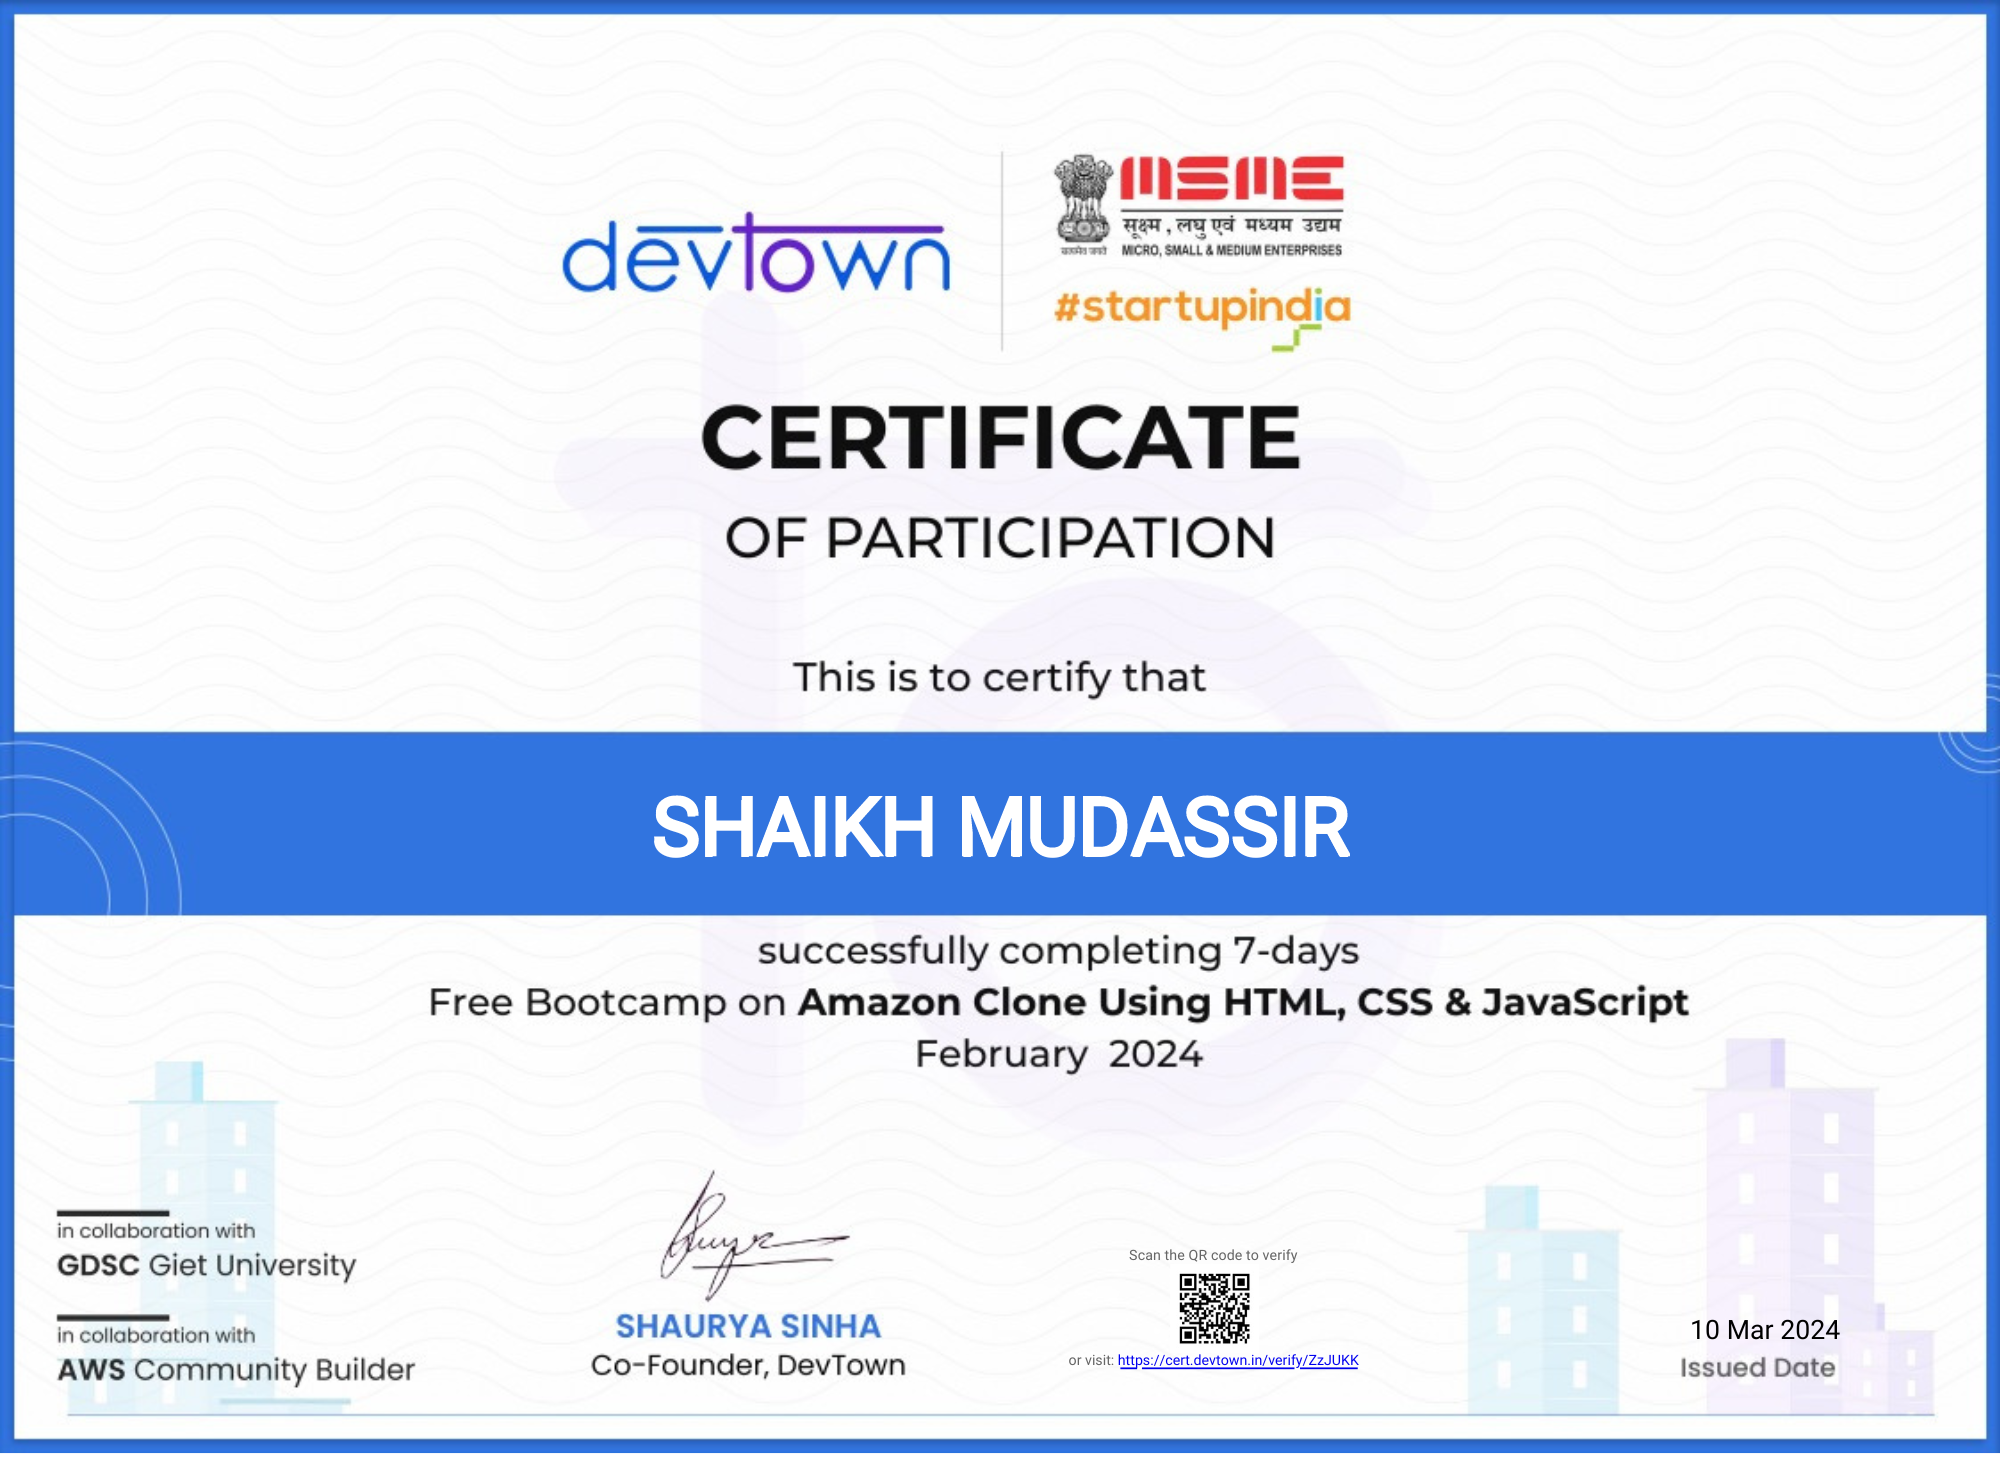 devtown
MSME
सूक्ष्म , लघु एवं मध्यम उद्यम
सत्यमेव जयते
MICRO, SMALL & MEDIUM ENTERPRISES
#startupindia
CERTIFICATE
OF PARTICIPATION
This is to certify that
SHAIKH MUDASSIR
successfully completing 7-days
Free Bootcamp on Amazon Clone Using HTML, CSS & JavaScript
February 2024
in collaboration with
GDSC Giet University
in collaboration with
AWS Community Builder
SHAURYA SINHA
Co-Founder, DevTown
Scan the QR code to verify
or visit: https://cert.devtown.in/verify/ZzJUKK
10 Mar 2024
Issued Date